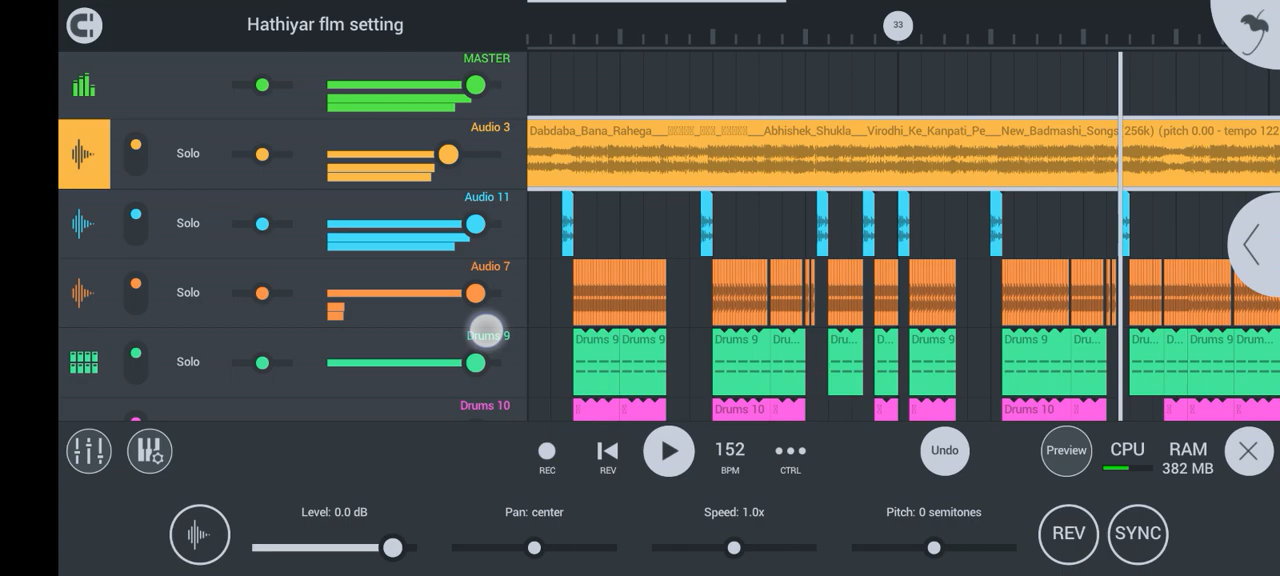 Hathiyar flm setting
33
MASTER
Audio 3
Solo
Dabdaba_Bana_Rahega___ ___Abhishek_Shukla___Virodhi_Ke_Kanpati_Pe___New_Badmashi_Songs 256k) (pitch 0.00 - tempo 122
Audio 11
Solo
Audio 7
Solo
Drums 9
Solo
Drums 9 Drums 9 Drums 9 Dru... Dru... D... Drums 9 Drums 9 Dru... Dru... D... Drums 9 Drum...
Drums 10
Drums 10 Drums 10
REC
REV
152
BPM
CTRL
Undo
Preview
CPU
RAM
382 MB
Level: 0.0 dB
Pan: center
Speed: 1.0x
Pitch: 0 semitones
REV
SYNC